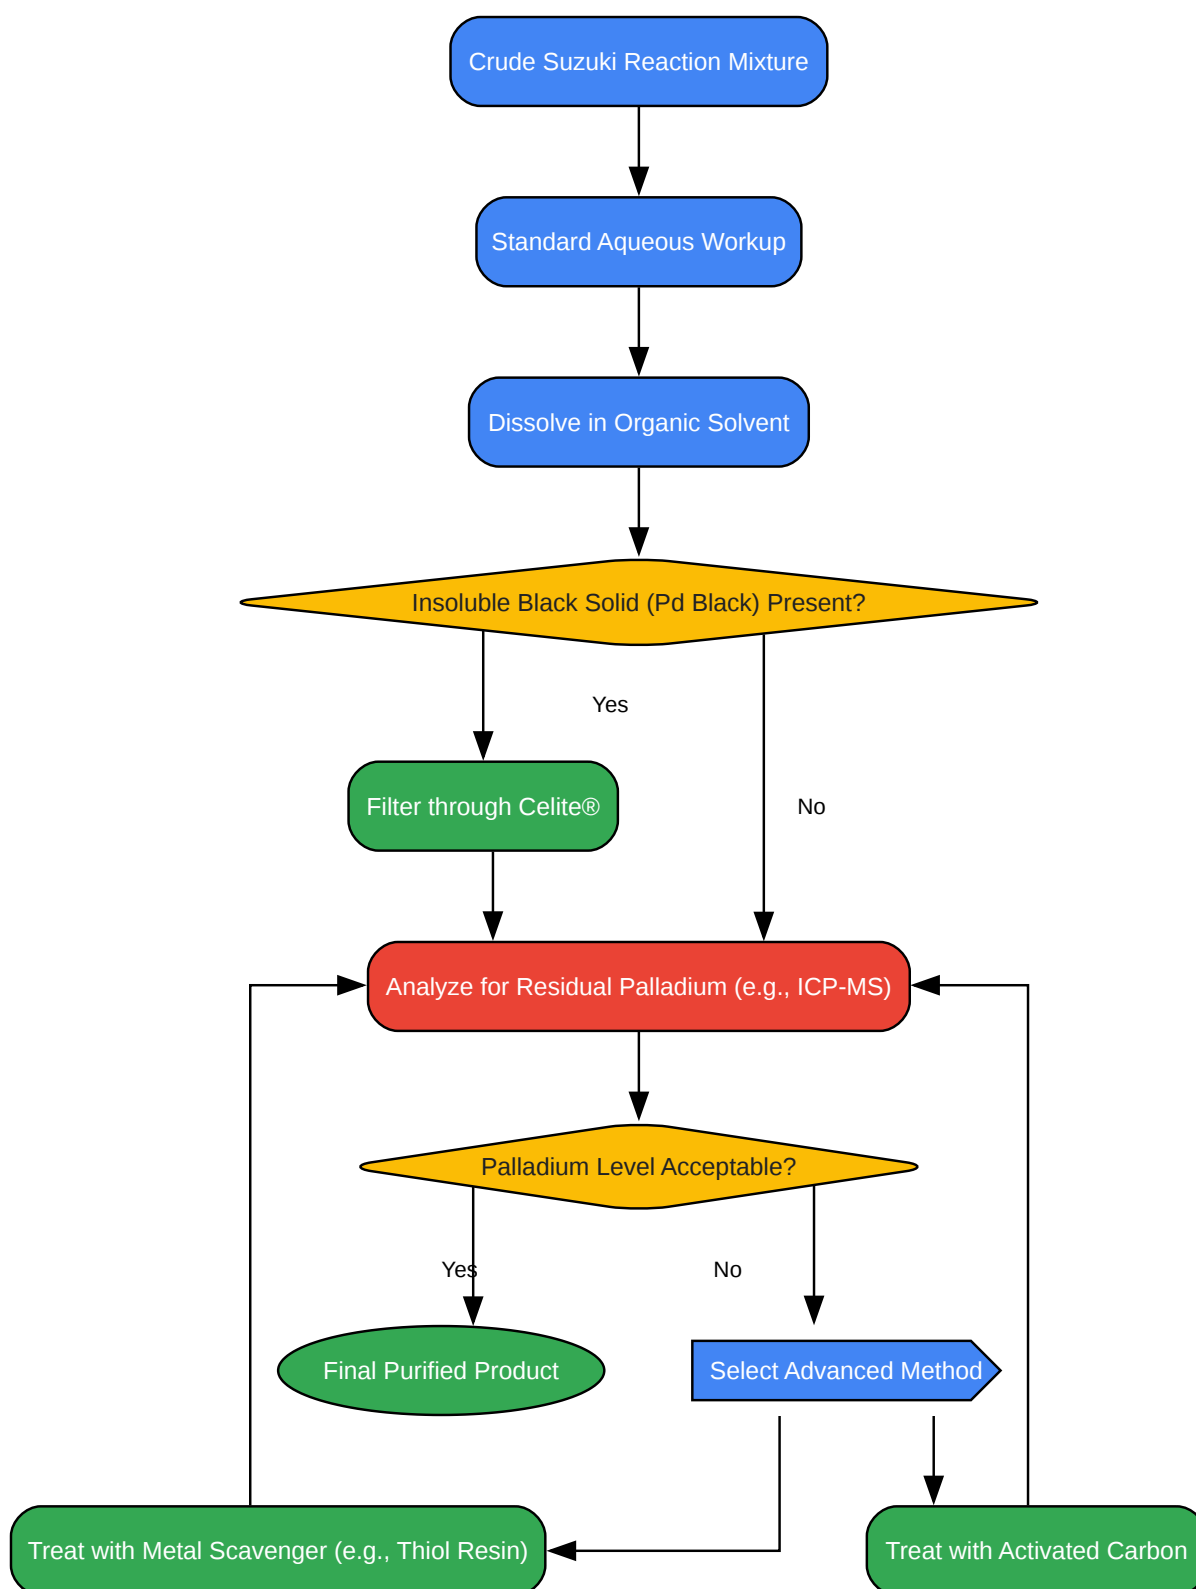 Crude Suzuki Reaction Mixture
Standard Aqueous Workup
Dissolve in Organic Solvent
Insoluble Black Solid (Pd Black) Present?
Yes
Filter through Celite®
No
Analyze for Residual Palladium (e.g., ICP-MS)
Palladium Level Acceptable?
Yes
No
Final Purified Product
Select Advanced Method
Treat with Metal Scavenger (e.g., Thiol Resin)
Treat with Activated Carbon